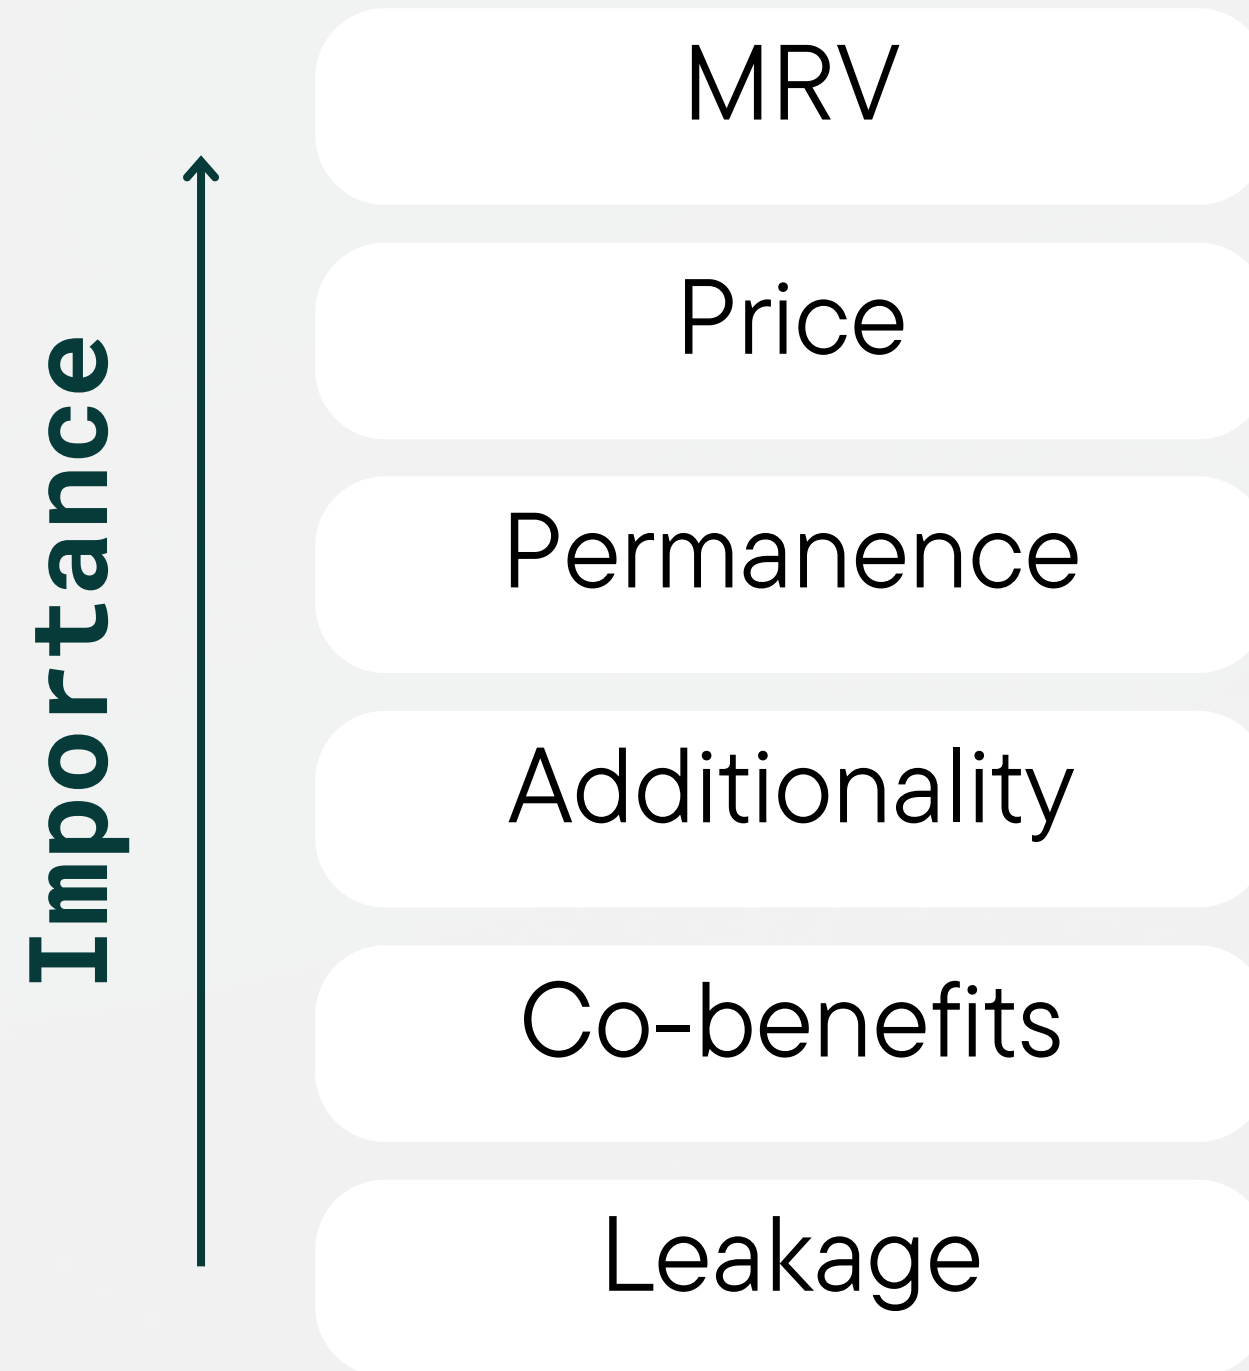 Importance
MRV
Price
Permanence
Additionality
Co-benefits
Leakage